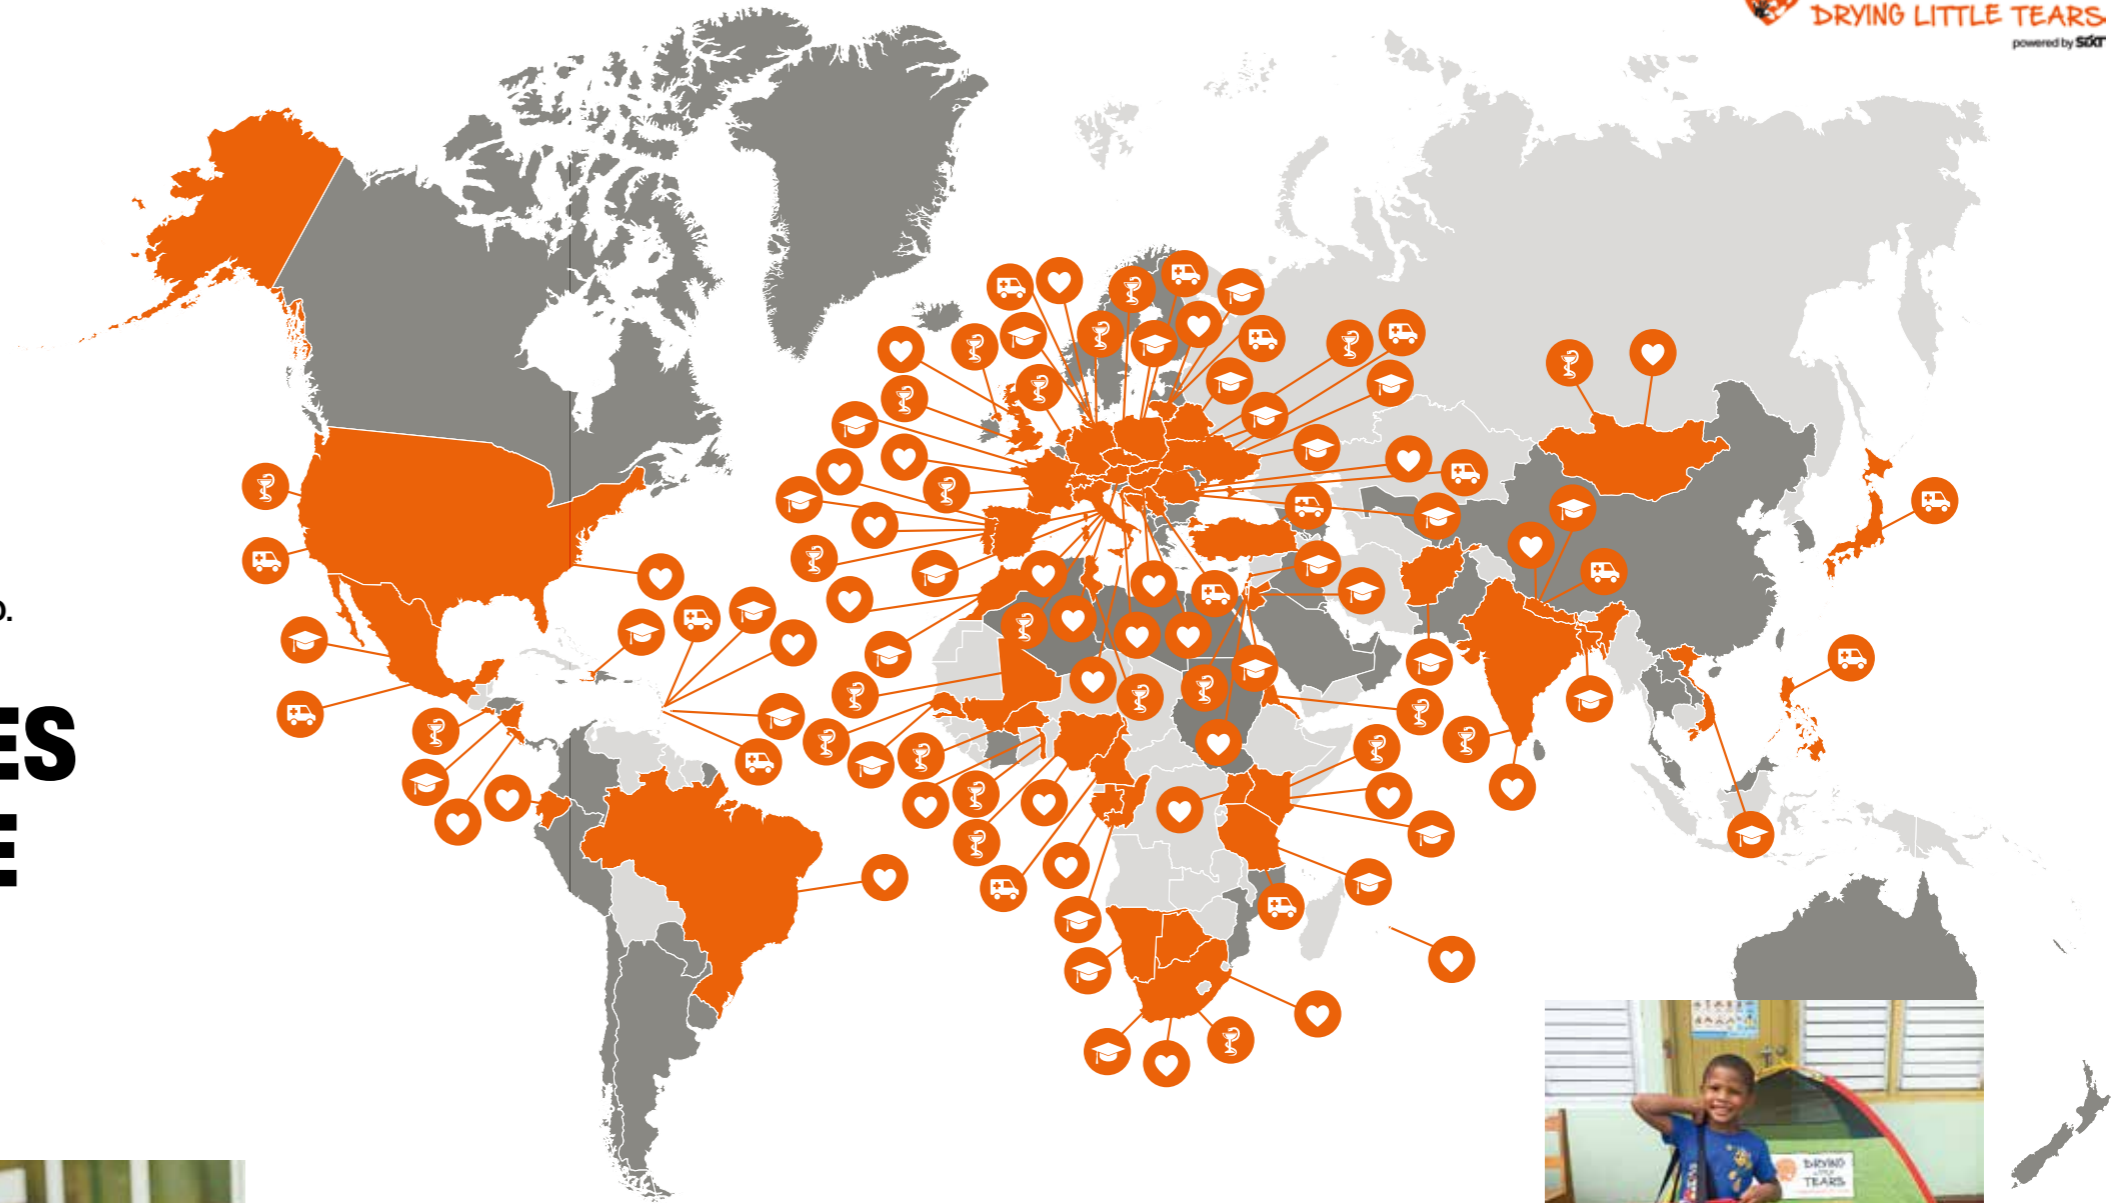 DRYING LITTLE TEARS
powered by SIXT
O.
ES
E
DRYING
LITTLE
TEARS